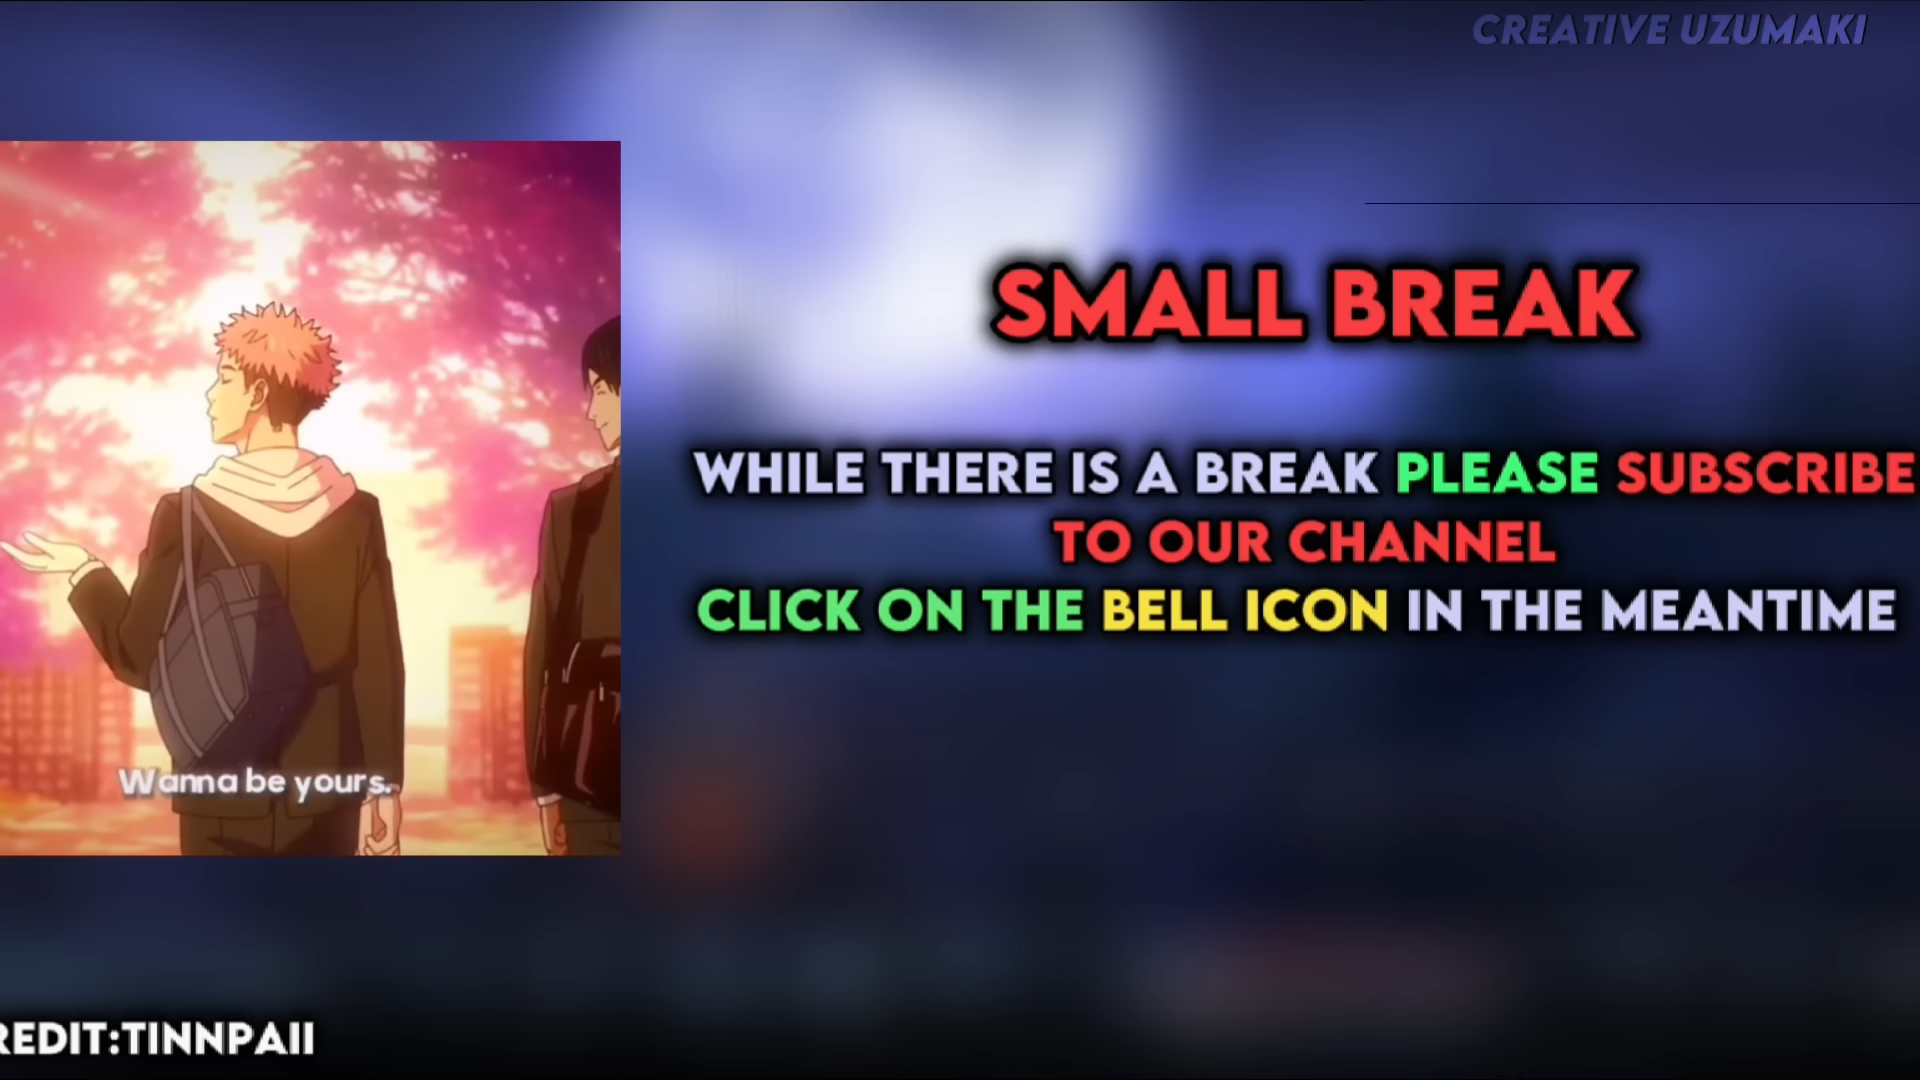 CREATIVE UZUMAKI
SMALL BREAK
WHILE THERE IS A BREAK PLEASE SUBSCRIBE
TO OUR CHANNEL
CLICK ON THE BELL ICON IN THE MEANTIME
Wanna be yours.
REDIT:TINNPAII